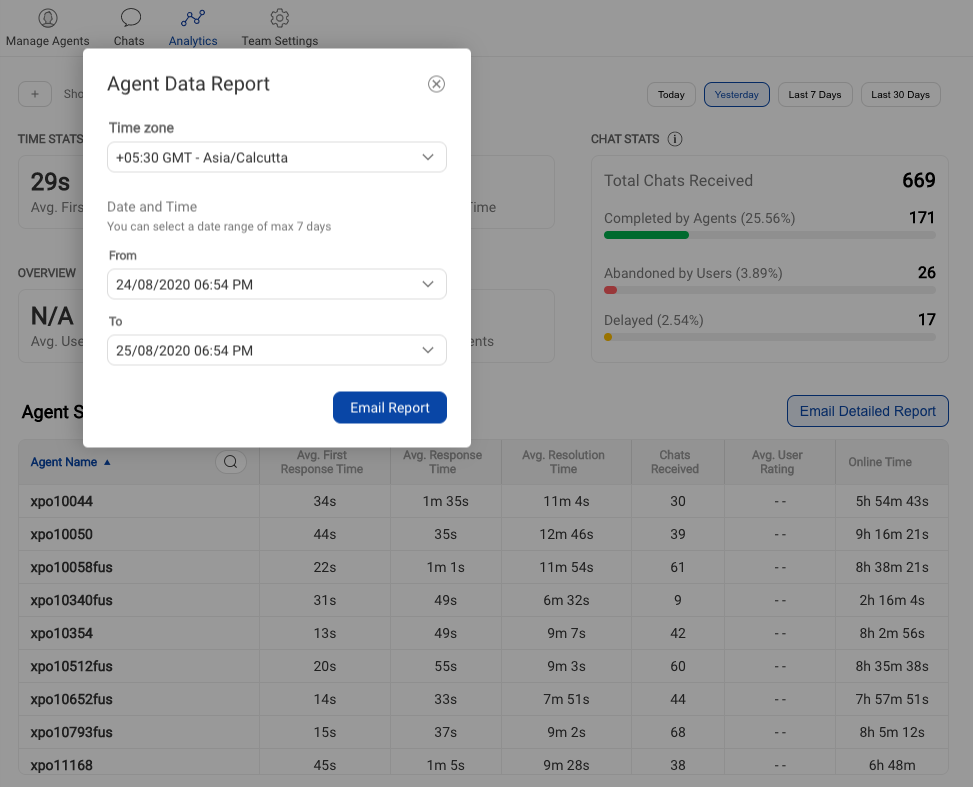 Manage Agents
Chats
Analytics
Team Settings
Agent Data Report
Time zone
+05:30 GMT - Asia/Calcutta
Date and Time
You can select a date range of max 7 days
From
24/08/2020 06:54 PM
To
25/08/2020 06:54 PM
Email Report
+
Today
Yesterday
Last 7 Days
Last 30 Days
TIME STATS
29s
Avg.
OVERVIEW
N/A
Avg.
CHAT STATS
Total Chats Received 669
Completed by Agents (25.56%) 171
Abandoned by Users (3.89%) 26
Delayed (2.54%) 17
Agent
Email Detailed Report
Agent Name ▲ Avg. First Response Time Avg. Response Time Avg. Resolution Time Chats Received Avg. User Rating Online Time
xpo10044 34s 1m 35s 11m 4s 30 - - 5h 54m 43s
xpo10050 44s 35s 12m 46s 39 - - 9h 16m 21s
xpo10058fus 22s 1m 1s 11m 54s 61 - - 8h 38m 21s
xpo10340fus 31s 49s 6m 32s 9 - - 2h 16m 4s
xpo10354 13s 49s 9m 7s 42 - - 8h 2m 56s
xpo10512fus 20s 55s 9m 3s 60 - - 8h 35m 38s
xpo10652fus 14s 33s 7m 51s 44 - - 7h 57m 51s
xpo10793fus 15s 37s 9m 2s 68 - - 8h 5m 12s
xpo11168 45s 1m 5s 9m 28s 38 - - 6h 48m